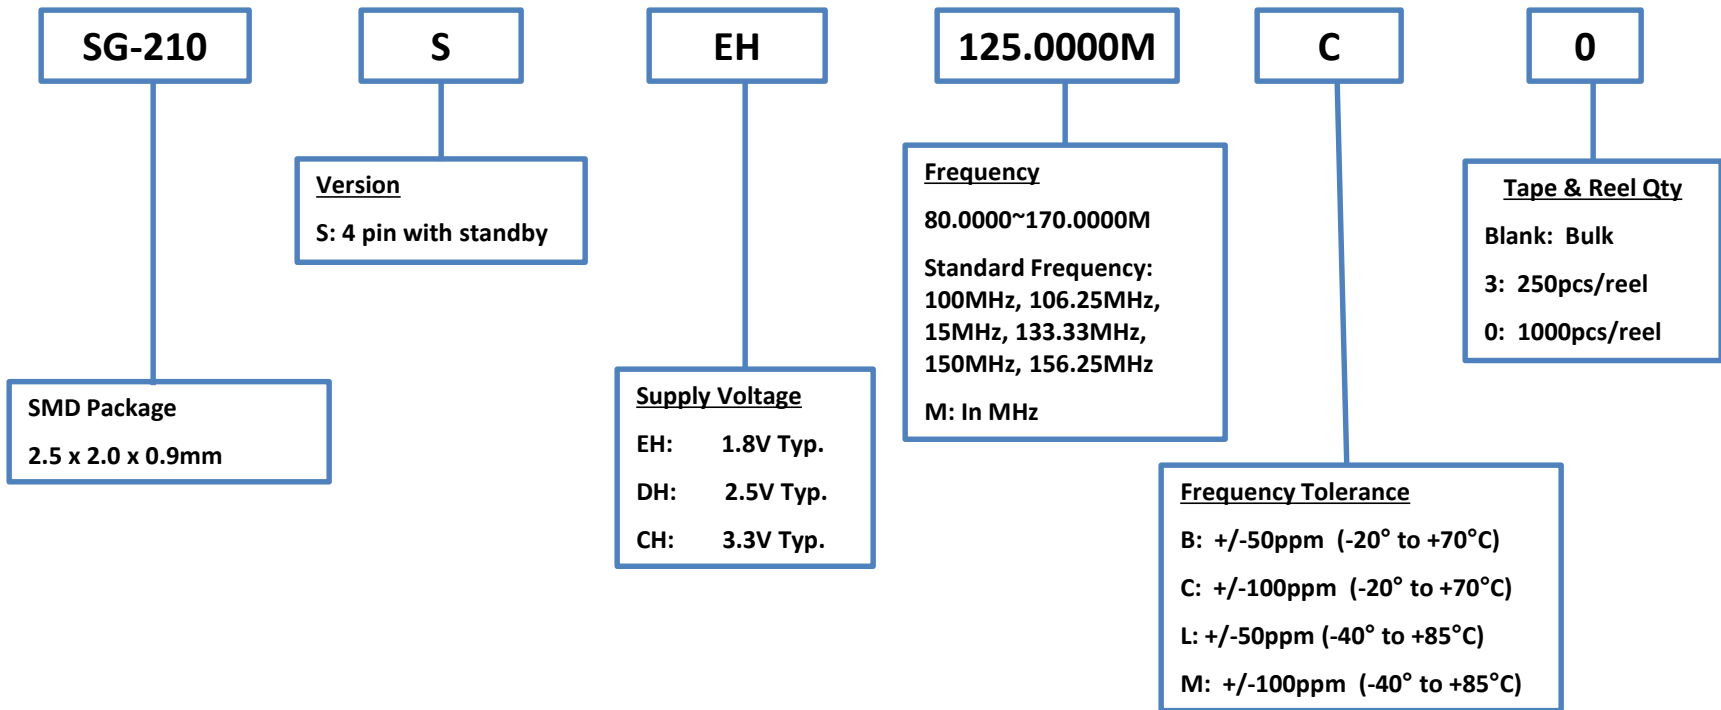 SG-210
S
EH
125.0000M
C
0
Version
S: 4 pin with standby
Frequency
80.0000~170.0000M
Standard Frequency:
100MHz, 106.25MHz,
15MHz, 133.33MHz,
150MHz, 156.25MHz
M: In MHz
Tape & Reel Qty
Blank: Bulk
3: 250pcs/reel
0: 1000pcs/reel
SMD Package
2.5 x 2.0 x 0.9mm
Supply Voltage
EH: 1.8V Typ.
DH: 2.5V Typ.
CH: 3.3V Typ.
Frequency Tolerance
B: +/-50ppm (-20° to +70°C)
C: +/-100ppm (-20° to +70°C)
L: +/-50ppm (-40° to +85°C)
M: +/-100ppm (-40° to +85°C)